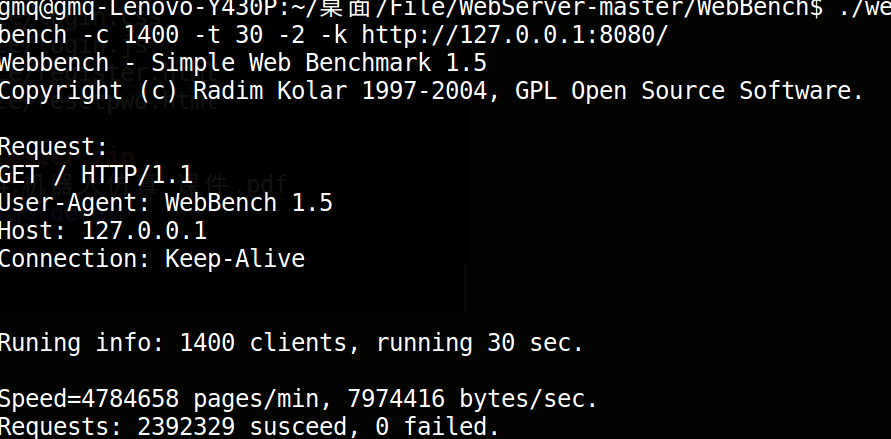 gmq@gmq-Lenovo-Y430P:~/桌面/File/WebServer-master/WebBench$ ./we
bench -c 1400 -t 30 -2 -k http://127.0.0.1:8080/
Webbench - Simple Web Benchmark 1.5
Copyright (c) Radim Kolar 1997-2004, GPL Open Source Software.
Request:
GET / HTTP/1.1
User-Agent: WebBench 1.5
Host: 127.0.0.1
Connection: Keep-Alive
Runing info: 1400 clients, running 30 sec.
Speed=4784658 pages/min, 7974416 bytes/sec.
Requests: 2392329 susceed, 0 failed.